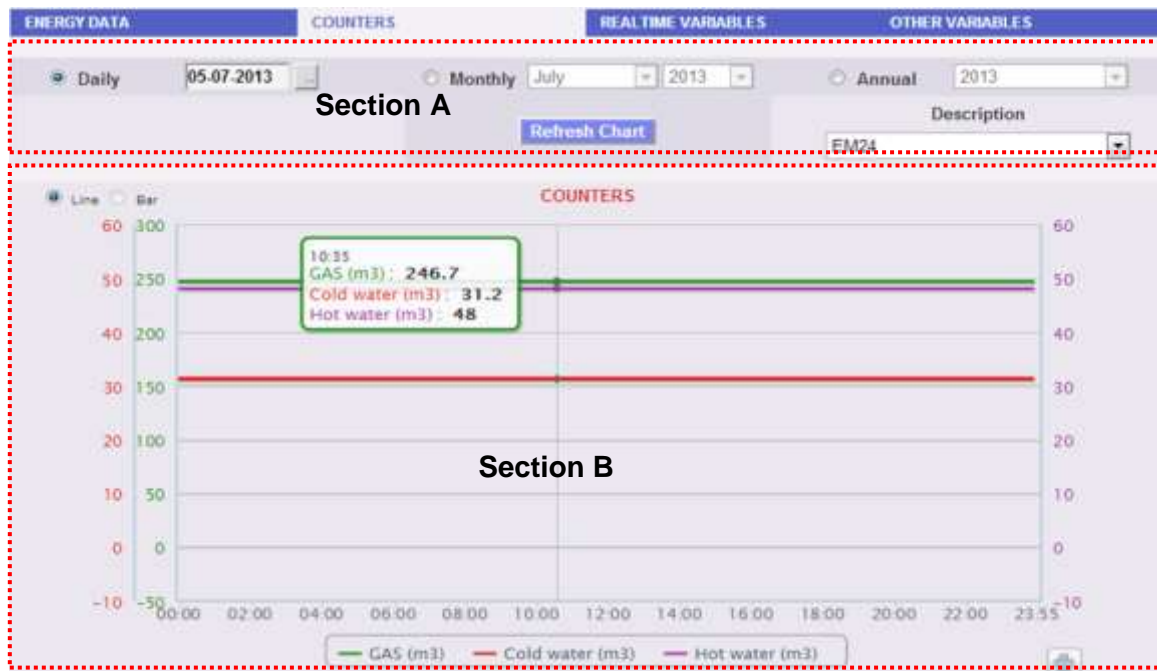 ENERGY DATA COUNTERS REALTIME VARIABLES OTHER VARIABLES
Daily 05-07-2013 ... Monthly July 2013 Annual 2013
Section A
Description
Refresh Chart
EM24
Line Bar COUNTERS
60 300 60
10:35
GAS (m3) : 246.7
50 250 50
Cold water (m3) : 31.2
Hot water (m3) : 48
40 200 40
30 150 30
20 100 20
Section B
10 50 10
0 0 0
-10 -50 -10
00:00 02:00 04:00 06:00 08:00 10:00 12:00 14:00 16:00 18:00 20:00 22:00 23:55
GAS (m3) Cold water (m3) Hot water (m3)